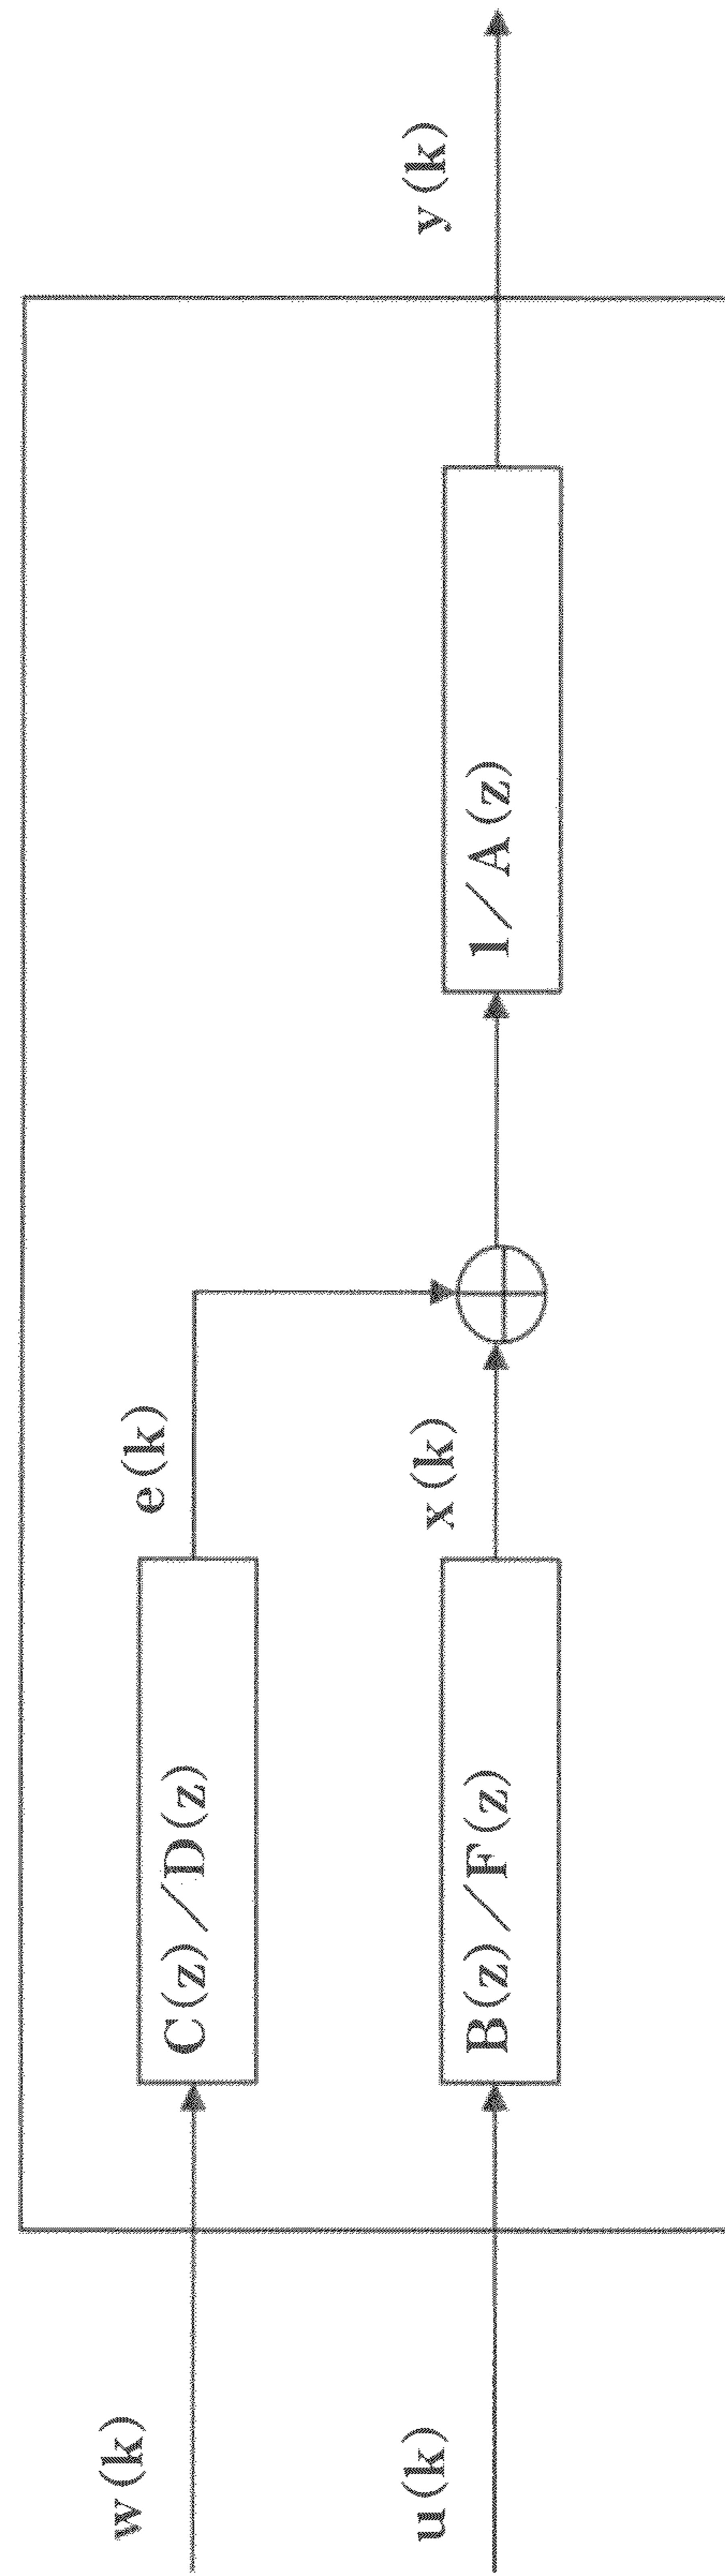 w(k)
C(z)/D(z)
e(k)
u(k)
B(z)/F(z)
x(k)
1/A(z)
y(k)